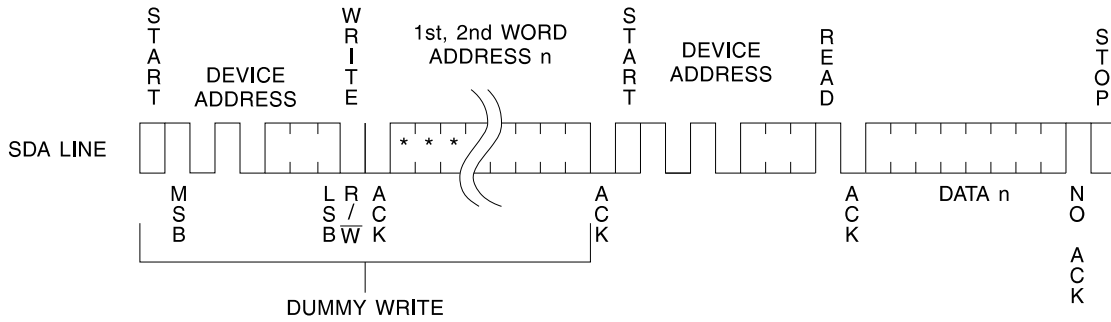 START
WRITE
1st, 2nd WORD
ADDRESS n
START
READ
STOP
DEVICE
ADDRESS
DEVICE
ADDRESS
SDA LINE
* * *
MSB
LSB
R/W̅
ACK
ACK
ACK
DATA n
NO ACK
DUMMY WRITE